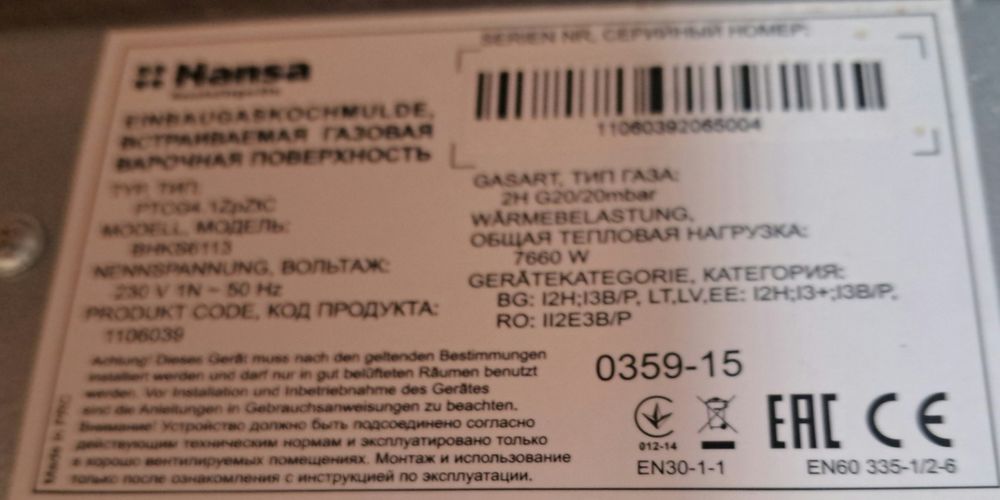 Hansa
EINBAUGASKOCHMULDE,
ВСТРАИВАЕМАЯ ГАЗОВАЯ
ВАРОЧНАЯ ПОВЕРХНОСТЬ
TYP, ТИП:
MODELL, МОДЕЛЬ:
BHKS6113
NENNSPANNUNG, ВОЛЬТАЖ:
230 V 1N ~ 50 Hz
PRODUKT CODE, КОД ПРОДУКТА:
1106039
SERIEN NR, СЕРИЙНЫЙ НОМЕР:
11060392065004
GASART, ТИП ГАЗА:
2H G20/20mbar
WÄRMEBELASTUNG,
ОБЩАЯ ТЕПЛОВАЯ НАГРУЗКА:
7660 W
GERÄTEKATEGORIE, КАТЕГОРИЯ:
BG: I2H;I3B/P, LT,LV,EE: I2H;I3+;I3B/P,
RO: II2E3B/P
Achtung! Dieses Gerät muss nach den geltenden Bestimmungen
installiert werden und darf nur in gut belüfteten Räumen benutzt
werden. Vor Installation und Inbetriebnahme des Gerätes
sind die Anleitungen in Gebrauchsanweisungen zu beachten.
Внимание! Устройство должно быть подсоединено согласно
действующим техническим нормам и эксплуатировано только
в хорошо вентилируемых помещениях. Монтаж и использование
только после ознакомления с инструкцией по эксплуатации.
Made in PRC
0359-15
012-14
EAC CE
EN30-1-1
EN60 335-1/2-6